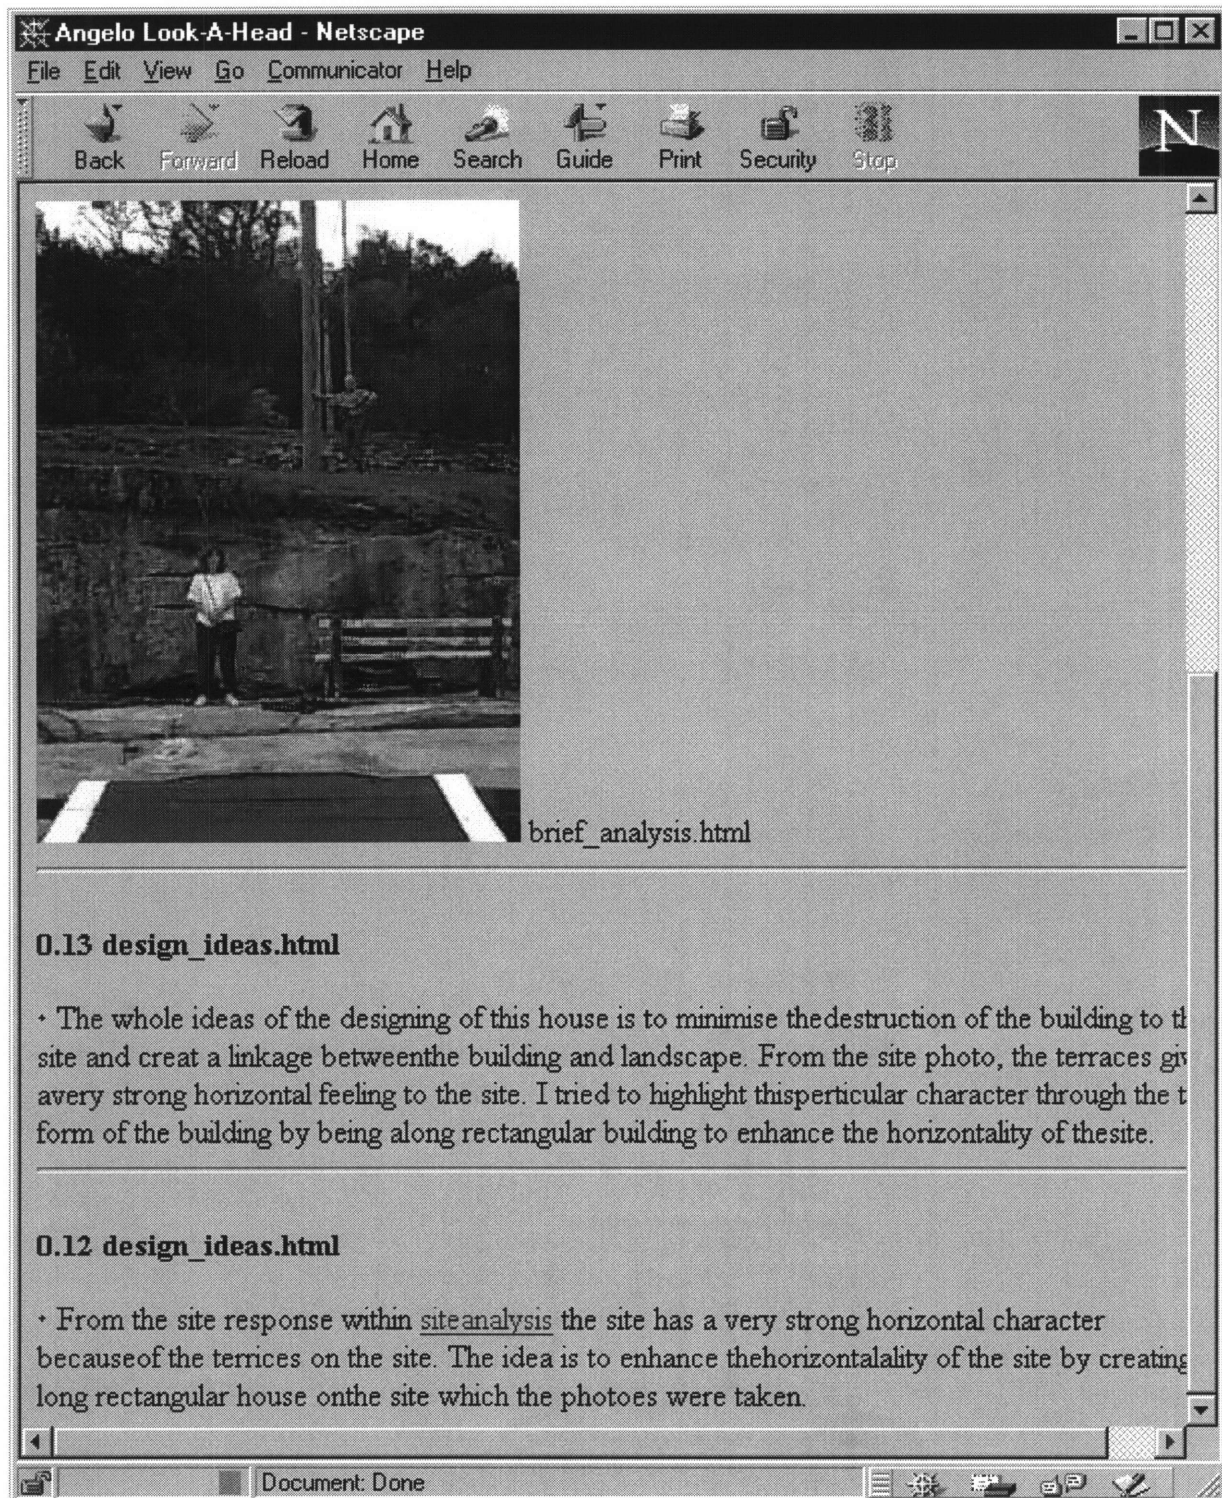 Angelo Look-A-Head - Netscape
File Edit View Go Communicator Help
Back Forward Reload Home Search Guide Print Security Stop
N
brief_analysis.html
0.13 design_ideas.html
• The whole ideas of the designing of this house is to minimise thedestruction of the building to th
site and creat a linkage betweenthe building and landscape. From the site photo, the terraces giv
avery strong horizontal feeling to the site. I tried to highlight thisperticular character through the t
form of the building by being along rectangular building to enhance the horizontality of thesite.
0.12 design_ideas.html
• From the site response within siteanalysis the site has a very strong horizontal character
becauseof the terrices on the site. The idea is to enhance thehorizontalality of the site by creating
long rectangular house onthe site which the photoes were taken.
Document: Done